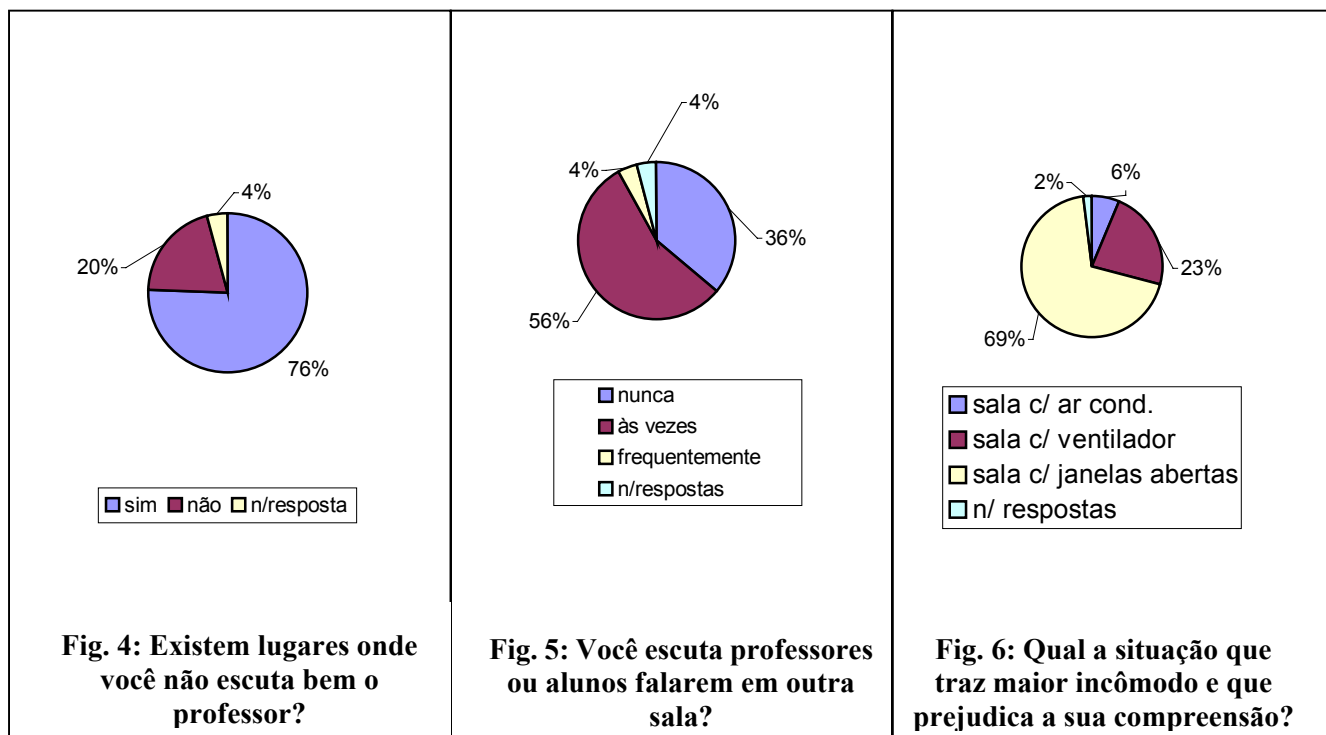 4%
20%
76%
sim não n/resposta
Fig. 4: Existem lugares onde
você não escuta bem o
professor?
4%
4%
36%
56%
nunca
às vezes
frequentemente
n/respostas
Fig. 5: Você escuta professores
ou alunos falarem em outra
sala?
2%
6%
23%
69%
sala c/ ar cond.
sala c/ ventilador
sala c/ janelas abertas
n/ respostas
Fig. 6: Qual a situação que
traz maior incômodo e que
prejudica a sua compreensão?